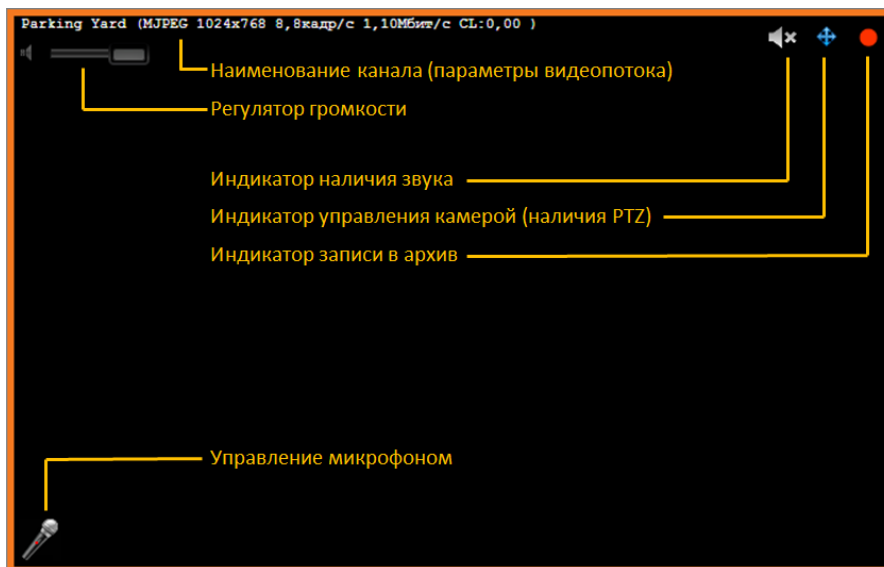 Parking Yard (MJPEG 1024x768 8,8кадр/с 1,10Мбит/с CL:0,00 )
Наименование канала (параметры видеопотока)
Регулятор громкости
Индикатор наличия звука
Индикатор управления камерой (наличия PTZ)
Индикатор записи в архив
Управление микрофоном